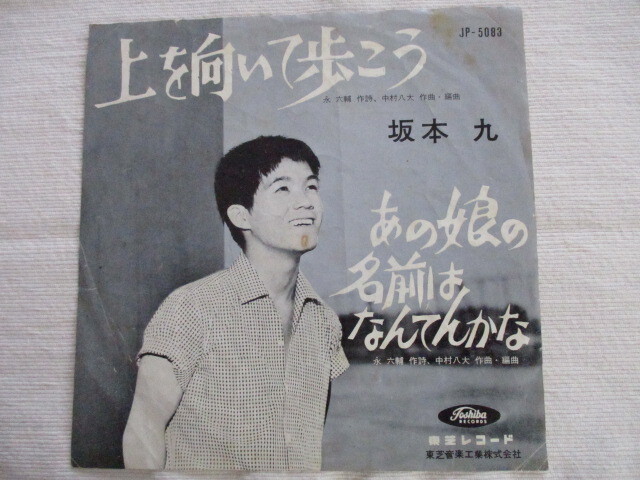 JP-5083
上を向いて歩こう
永 六輔 作詩、中村八大 作曲・編曲
坂本 九
あの娘の
名前は
なんてんかな
永 六輔 作詩、中村八大 作曲・編曲
Toshiba
RECORDS
東芝レコード
東芝音楽工業株式会社